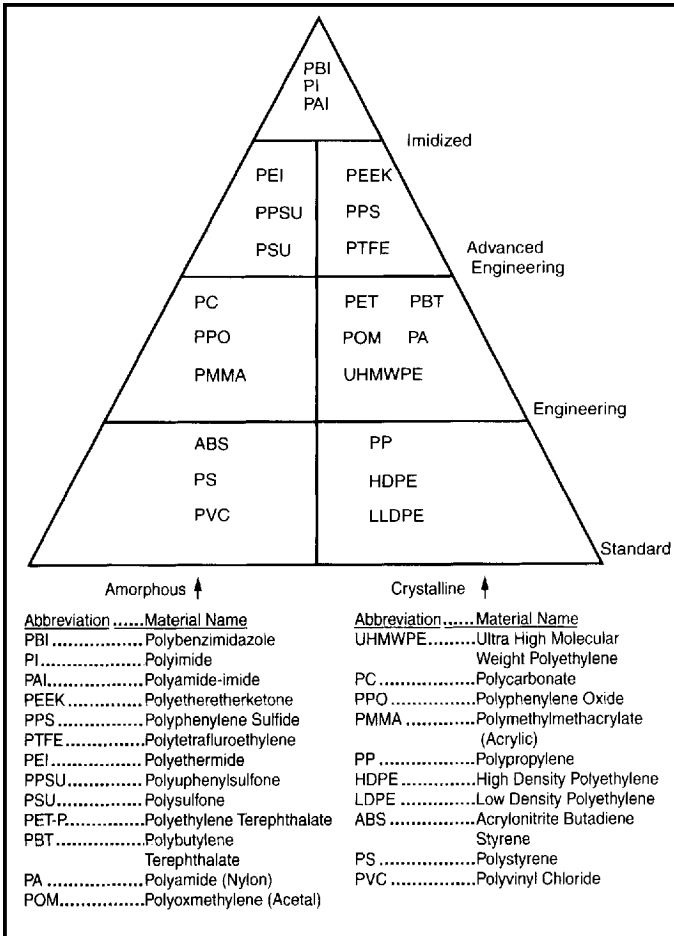 PBI
PI
PAI
Imidized
PEI PEEK
PPSU PPS
PSU PTFE
Advanced
Engineering
PC PET PBT
PPO POM PA
PMMA UHMWPE
Engineering
ABS PP
PS HDPE
PVC LLDPE
Standard
Amorphous Crystalline
Abbreviation ......Material Name
PBI ....................Polybenzimidazole
PI.......................Polyimide
PAI.....................Polyamide-imide
PEEK .................Polyetheretherketone
PPS ...................Polyphenylene Sulfide
PTFE..................Polytetrafluroethylene
PEI ....................Polyethermide
PPSU .................Polyuphenylsulfone
PSU ...................Polysulfone
PET-P.................Polyethylene Terephthalate
PBT ...................Polybutylene
Terephthalate
PA .....................Polyamide (Nylon)
POM...................Polyoxmethylene (Acetal)
Abbreviation ......Material Name
UHMWPE...........Ultra High Molecular
Weight Polyethylene
PC .....................Polycarbonate
PPO ...................Polyphenylene Oxide
PMMA ................Polymethylmethacrylate
(Acrylic)
PP .....................Polypropylene
HDPE .................High Density Polyethylene
LDPE ..................Low Density Polyethylene
ABS ...................Acrylonitrite Butadiene
Styrene
PS .....................Polystyrene
PVC ...................Polyvinyl Chloride